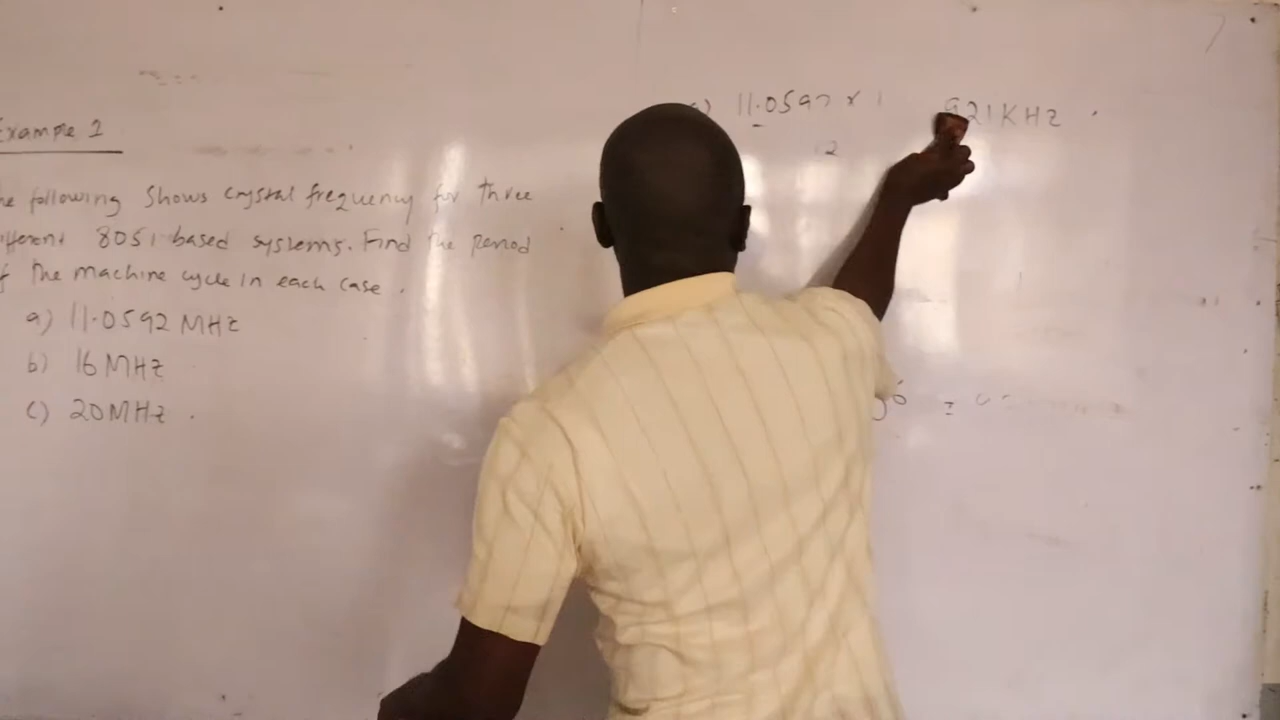 Example 2
The following Shows crystal frequency for three
different 8051 based systems. Find the period
of the machine cycle in each case.
a) 11.0592 MHz
b) 16 MHz
c) 20 MHz.
11.0592 x 1
12
921 KHz